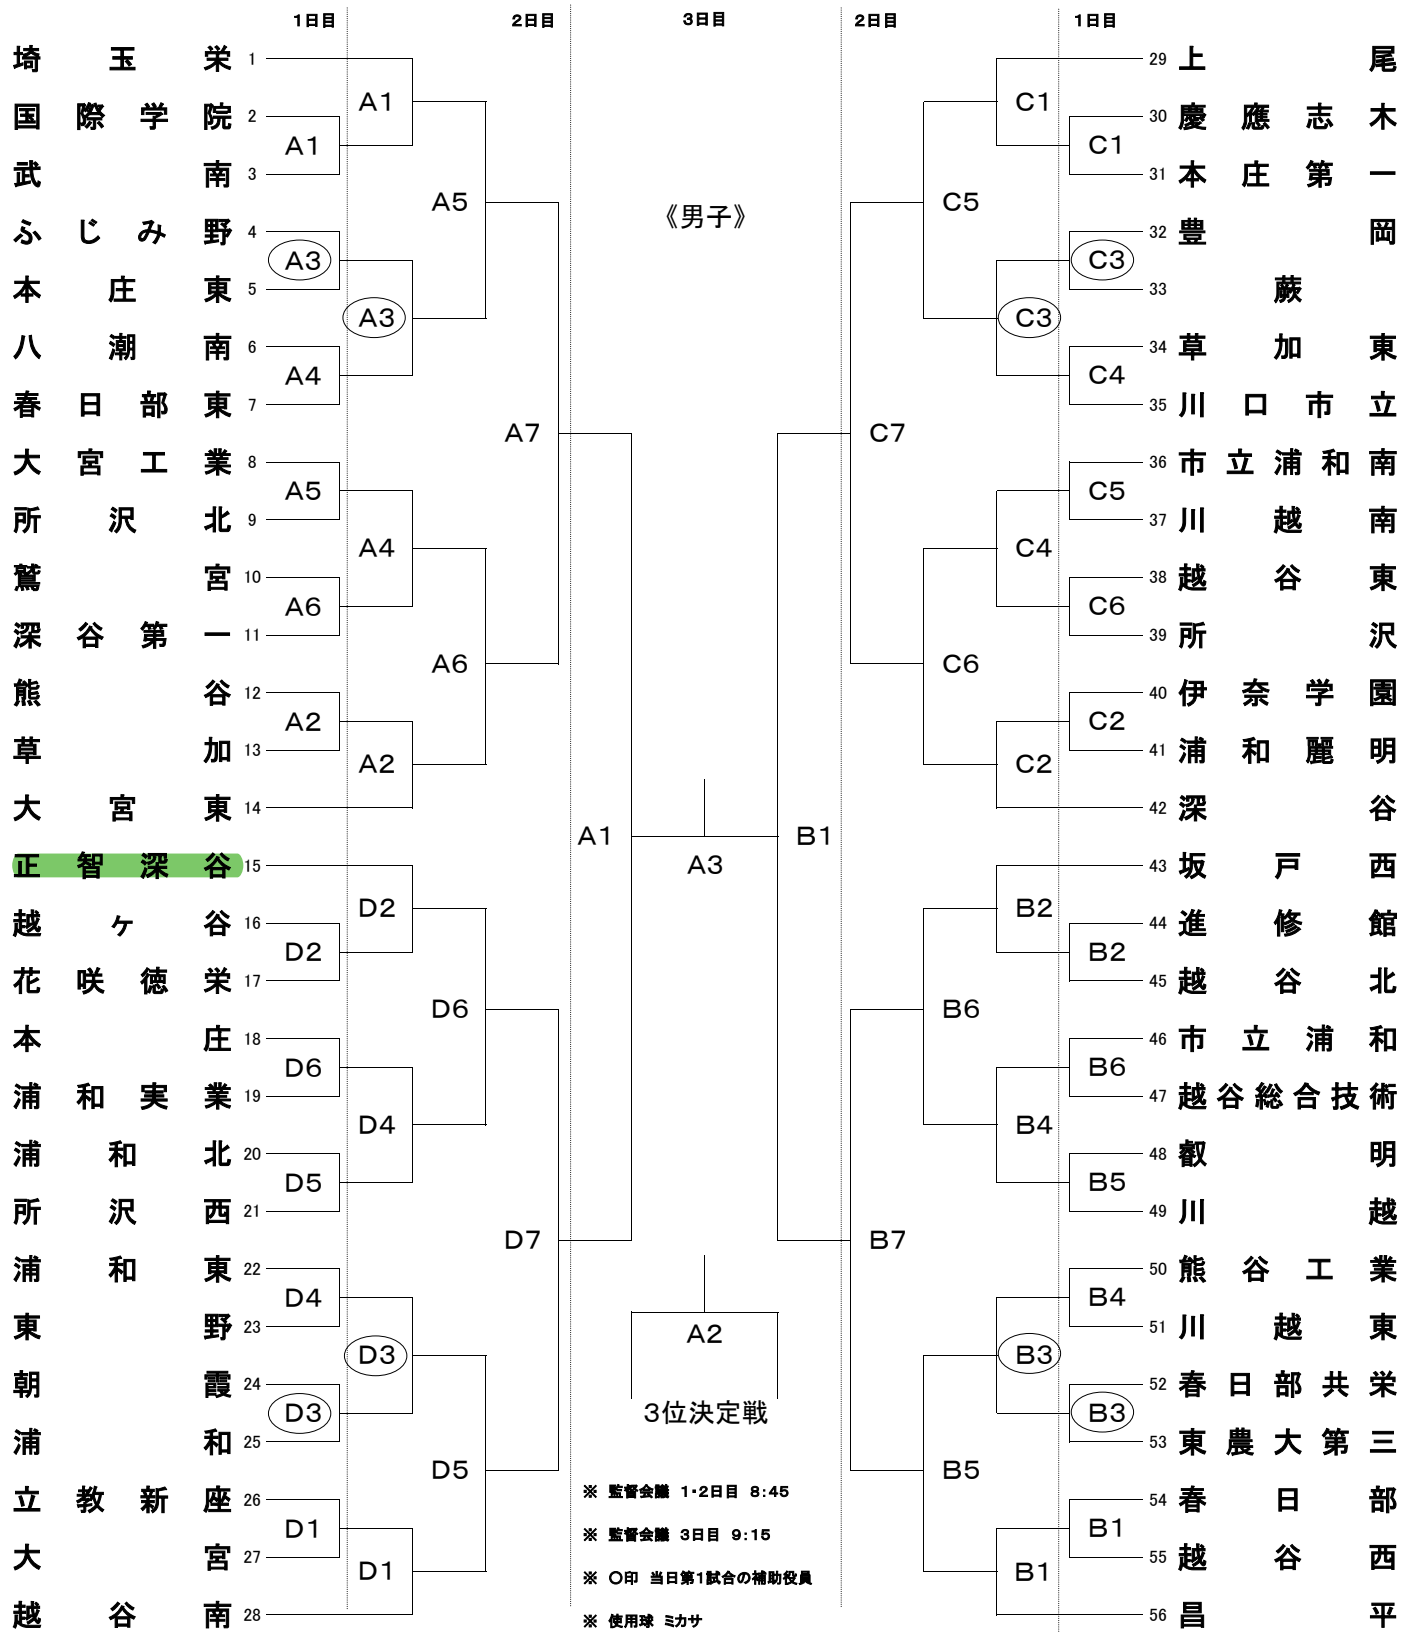 1日目 2日目 3日目 2日目 1日目
埼玉栄 1 29 上尾
A1 C1
国際学院 2 30 慶應志木
A1 C1
武南 3 31 本庄第一
A5 《男子》 C5
ふじみ野 4 32 豊岡
A3 C3
本庄東 5 33 蕨
A3 C3
八潮南 6 34 草加東
A4 C4
春日部東 7 35 川口市立
A7 C7
大宮工業 8 36 市立浦和南
A5 C5
所沢北 9 37 川越南
A4 C4
鷲宮 10 38 越谷東
A6 C6
深谷第一 11 39 所沢
A6 C6
熊谷 12 40 伊奈学園
A2 C2
草加 13 41 浦和麗明
A2 C2
大宮東 14 42 深谷
A1 B1
正智深谷 15 A3 43 坂戸西
D2 B2
越ヶ谷 16 44 進修館
D2 B2
花咲徳栄 17 45 越谷北
D6 B6
本庄 18 46 市立浦和
D6 B6
浦和実業 19 47 越谷総合技術
D4 B4
浦和北 20 48 叡明
D5 B5
所沢西 21 49 川越
D7 B7
浦和東 22 50 熊谷工業
D4 B4
東野 23 A2 51 川越東
D3 B3
朝霞 24 52 春日部共栄
D3 3位決定戦 B3
浦和 25 53 東農大第三
D5 B5
※ 監督会議 1・2日目 8:45
立教新座 26 54 春日部
D1 ※ 監督会議 3日目 9:15 B1
大宮 27 55 越谷西
D1 B1
※ ○印 当日第1試合の補助役員
越谷南 28 56 昌平
※ 使用球 ミカサ